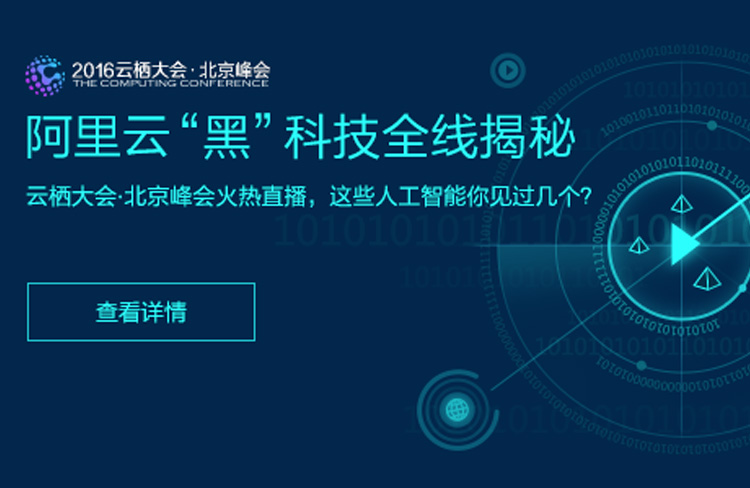 2016云栖大会·北京峰会
THE COMPUTING CONFERENCE
阿里云“黑”科技全线揭秘
云栖大会·北京峰会火热直播，这些人工智能你见过几个？
查看详情